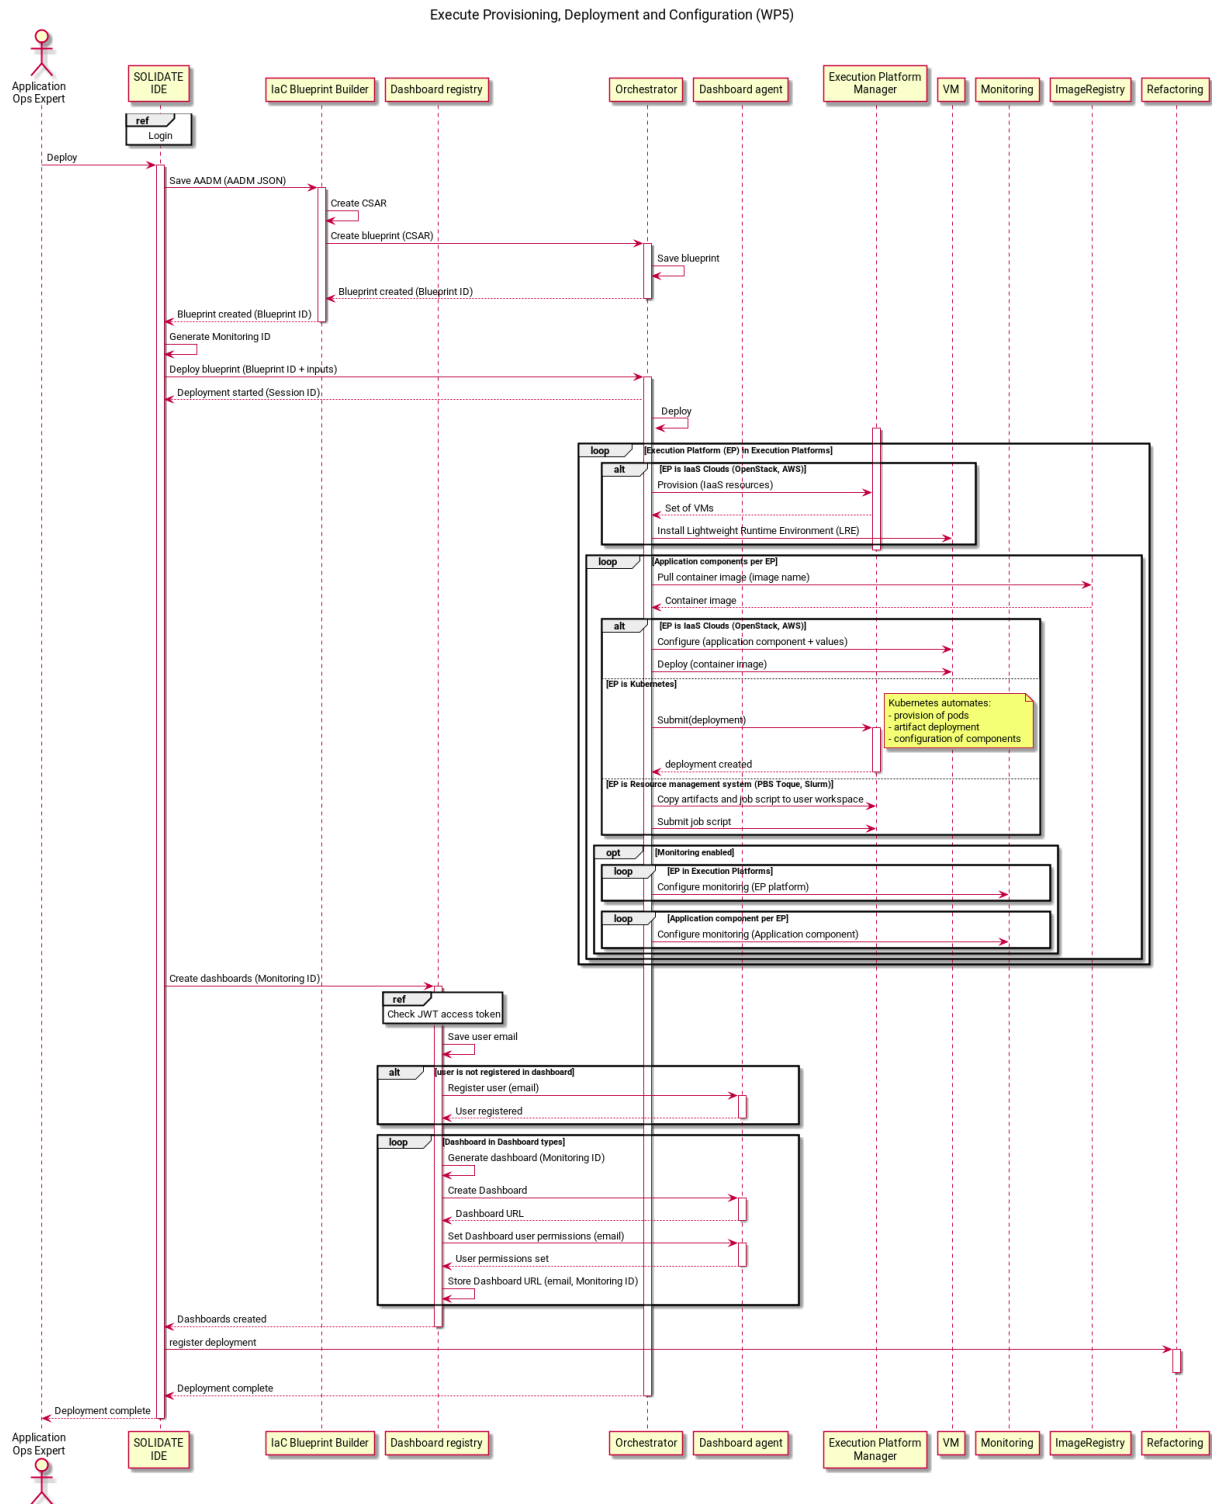 Execute Provisioning, Deployment and Configuration (WP5)
Application
Ops Expert
SOLIDATE
IDE
IaC Blueprint Builder
Dashboard registry
Orchestrator
Dashboard agent
Execution Platform
Manager
VM
Monitoring
ImageRegistry
Refactoring
ref
Login
Deploy
Save AADM (AADM JSON)
Create CSAR
Create blueprint (CSAR)
Save blueprint
Blueprint created (Blueprint ID)
Blueprint created (Blueprint ID)
Generate Monitoring ID
Deploy blueprint (Blueprint ID + inputs)
Deployment started (Session ID)
Deploy
loop [Execution Platform (EP) in Execution Platforms]
alt [EP is IaaS Clouds (OpenStack, AWS)]
Provision (IaaS resources)
Set of VMs
Install Lightweight Runtime Environment (LRE)
loop [Application components per EP]
Pull container image (image name)
Container image
alt [EP is IaaS Clouds (OpenStack, AWS)]
Configure (application component + values)
Deploy (container image)
[EP is Kubernetes]
Kubernetes automates:
- provision of pods
- artifact deployment
- configuration of components
Submit(deployment)
deployment created
[EP is Resource management system (PBS Toque, Slurm)]
Copy artifacts and job script to user workspace
Submit job script
opt [Monitoring enabled]
loop [EP in Execution Platforms]
Configure monitoring (EP platform)
loop [Application component per EP]
Configure monitoring (Application component)
Create dashboards (Monitoring ID)
ref
Check JWT access token
Save user email
alt [user is not registered in dashboard]
Register user (email)
User registered
loop [Dashboard in Dashboard types]
Generate dashboard (Monitoring ID)
Create Dashboard
Dashboard URL
Set Dashboard user permissions (email)
User permissions set
Store Dashboard URL (email, Monitoring ID)
Dashboards created
register deployment
Deployment complete
Deployment complete
Application
Ops Expert
SOLIDATE
IDE
IaC Blueprint Builder
Dashboard registry
Orchestrator
Dashboard agent
Execution Platform
Manager
VM
Monitoring
ImageRegistry
Refactoring